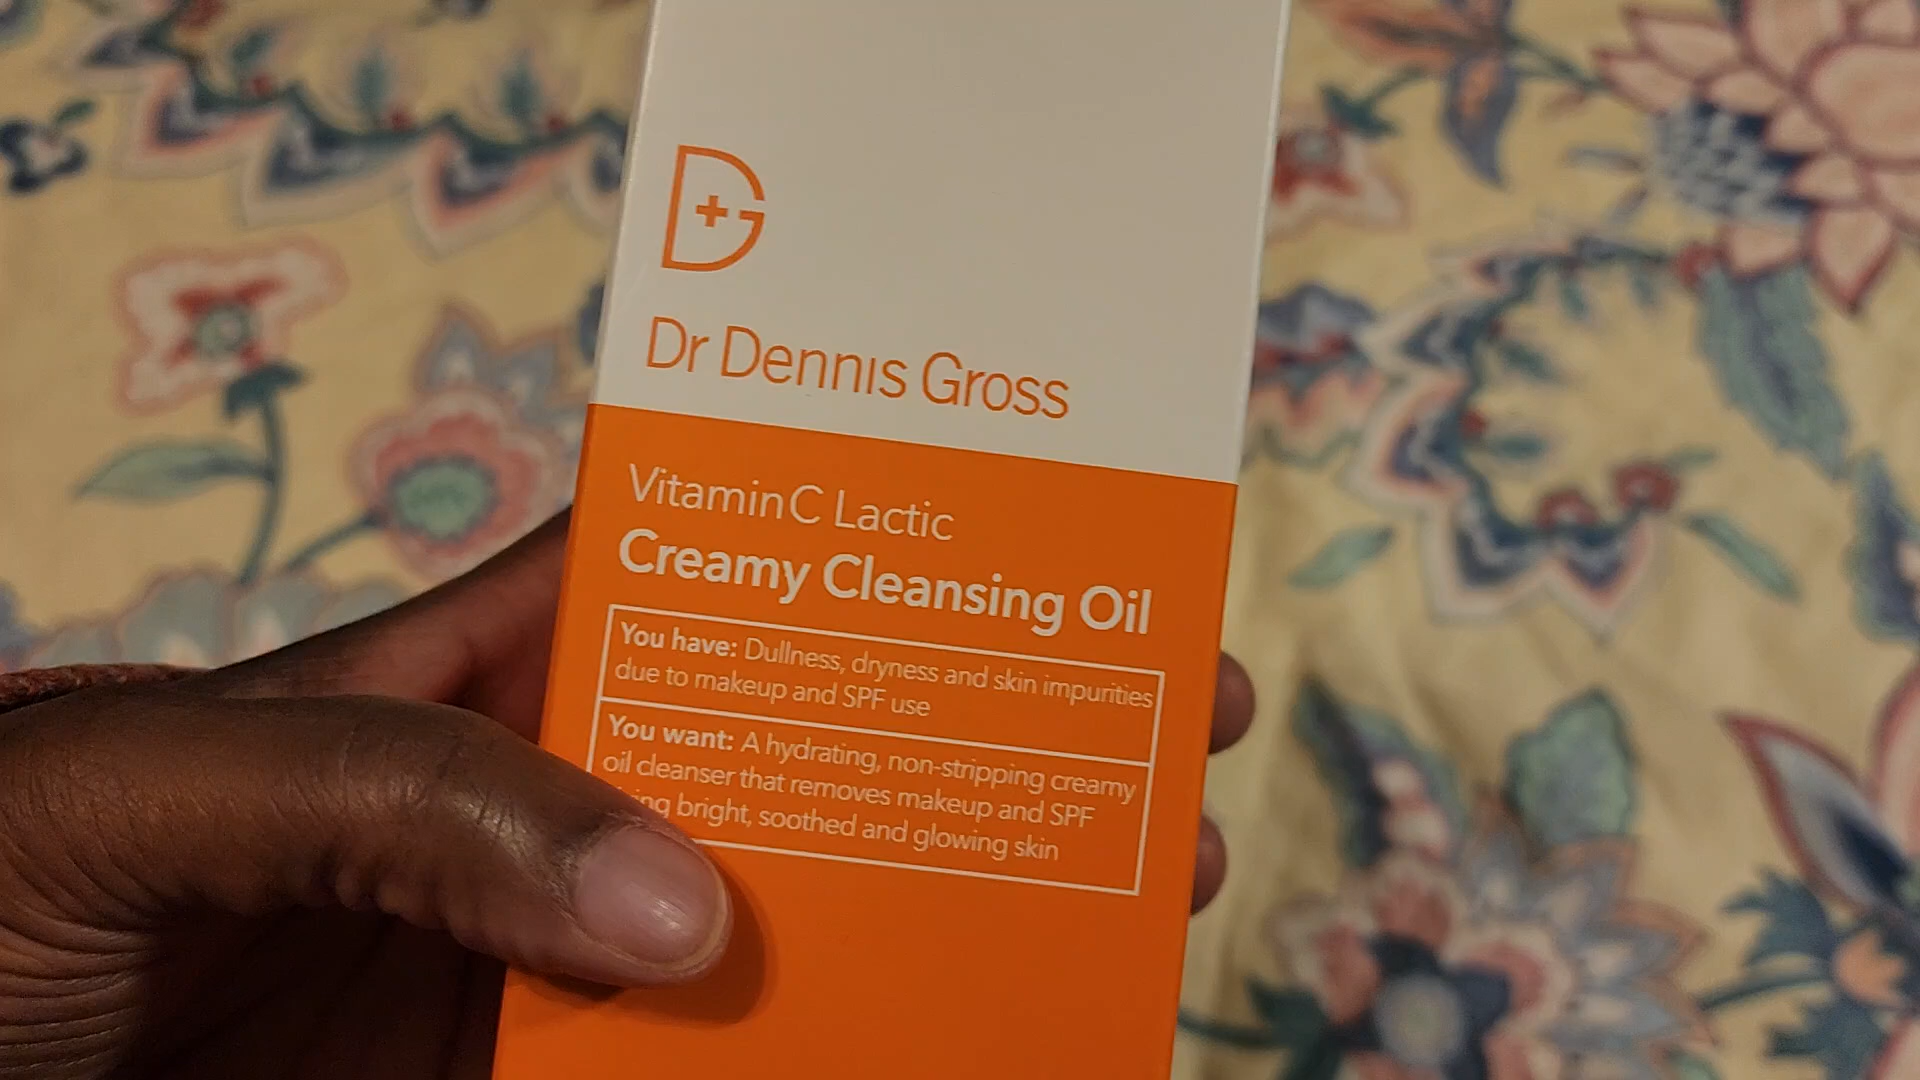 Dr Dennis Gross
Vitamin C Lactic
Creamy Cleansing Oil
You have: Dullness, dryness and skin impurities
due to makeup and SPF use
You want: A hydrating, non-stripping creamy
oil cleanser that removes makeup and SPF
bright, soothed and glowing skin